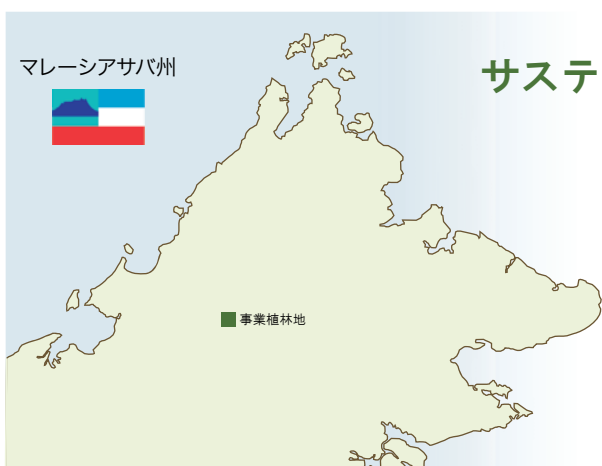 マレーシアサバ州
サステ
事業植林地